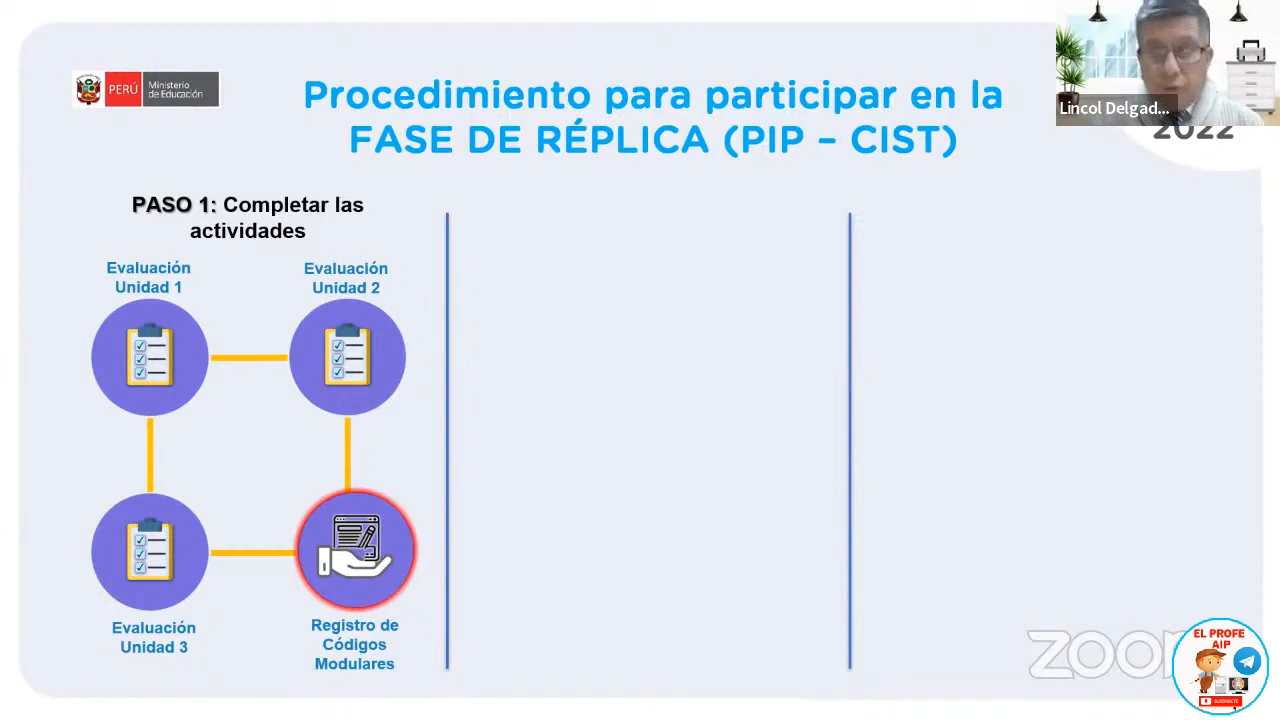 PERÚ
Ministerio
de Educación
Procedimiento para participar en la
FASE DE RÉPLICA (PIP – CIST)
Lincol Delgad...
2022
PASO 1: Completar las
actividades
Evaluación
Unidad 1
Evaluación
Unidad 2
Evaluación
Unidad 3
Registro de
Códigos
Modulares
zoom
EL PROFE
AIP
SUSCRIBETE